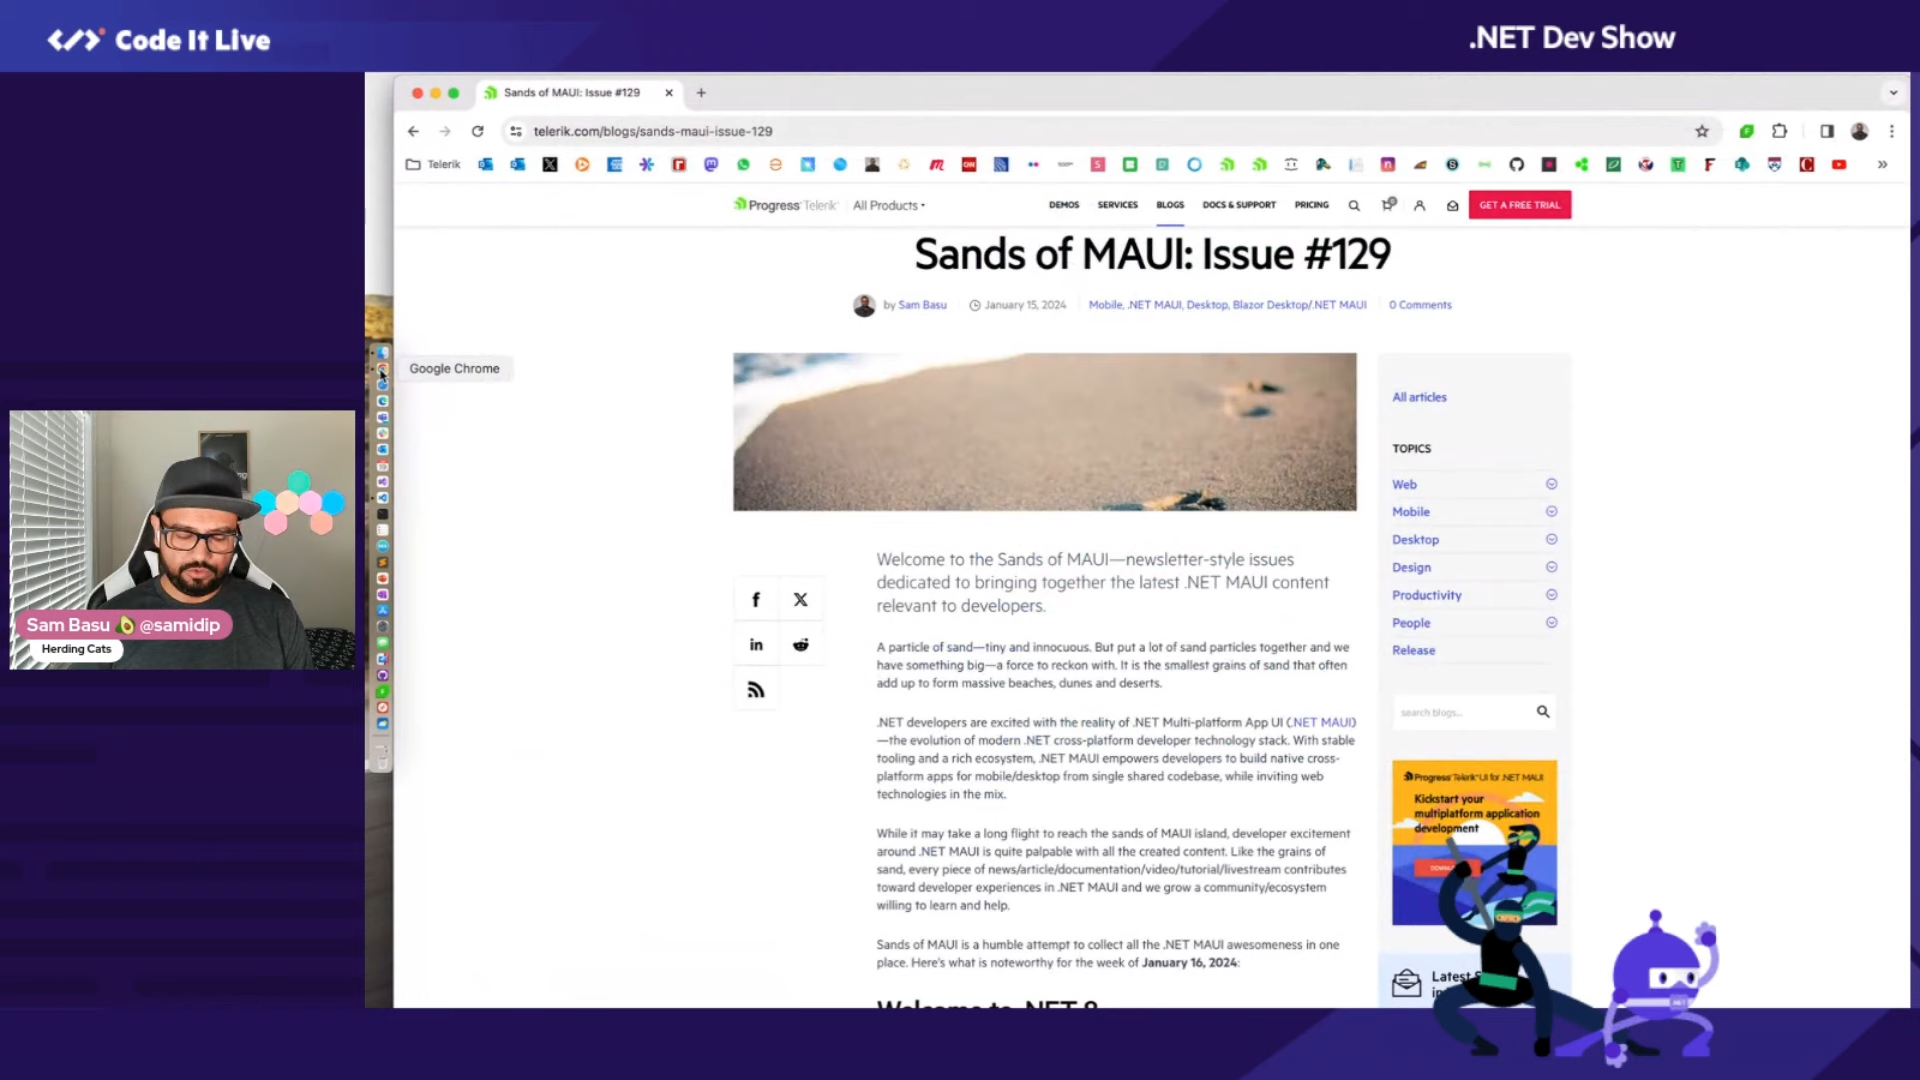 Code It Live
.NET Dev Show
Sands of MAUI: Issue #129
telerik.com/blogs/sands-maui-issue-129
Telerik
Progress Telerik
All Products
DEMOS
SERVICES
BLOGS
DOCS & SUPPORT
PRICING
0
GET A FREE TRIAL
Sands of MAUI: Issue #129
by Sam Basu
January 15, 2024
Mobile, .NET MAUI, Desktop, Blazor Desktop/.NET MAUI
0 Comments
Google Chrome
Sam Basu 🥑 @samidip
Herding Cats
Welcome to the Sands of MAUI—newsletter-style issues
dedicated to bringing together the latest .NET MAUI content
relevant to developers.
A particle of sand—tiny and innocuous. But put a lot of sand particles together and we
have something big—a force to reckon with. It is the smallest grains of sand that often
add up to form massive beaches, dunes and deserts.
.NET developers are excited with the reality of .NET Multi-platform App UI (.NET MAUI)
—the evolution of modern .NET cross-platform developer technology stack. With stable
tooling and a rich ecosystem, .NET MAUI empowers developers to build native cross-
platform apps for mobile/desktop from single shared codebase, while inviting web
technologies in the mix.
While it may take a long flight to reach the sands of MAUI island, developer excitement
around .NET MAUI is quite palpable with all the created content. Like the grains of
sand, every piece of news/article/documentation/video/tutorial/livestream contributes
toward developer experiences in .NET MAUI and we grow a community/ecosystem
willing to learn and help.
Sands of MAUI is a humble attempt to collect all the .NET MAUI awesomeness in one
place. Here's what is noteworthy for the week of January 16, 2024:
Welcome to .NET 8
All articles
TOPICS
Web
Mobile
Desktop
Design
Productivity
People
Release
search blogs...
Progress Telerik UI for .NET MAUI
Kickstart your
multiplatform application
development
Latest